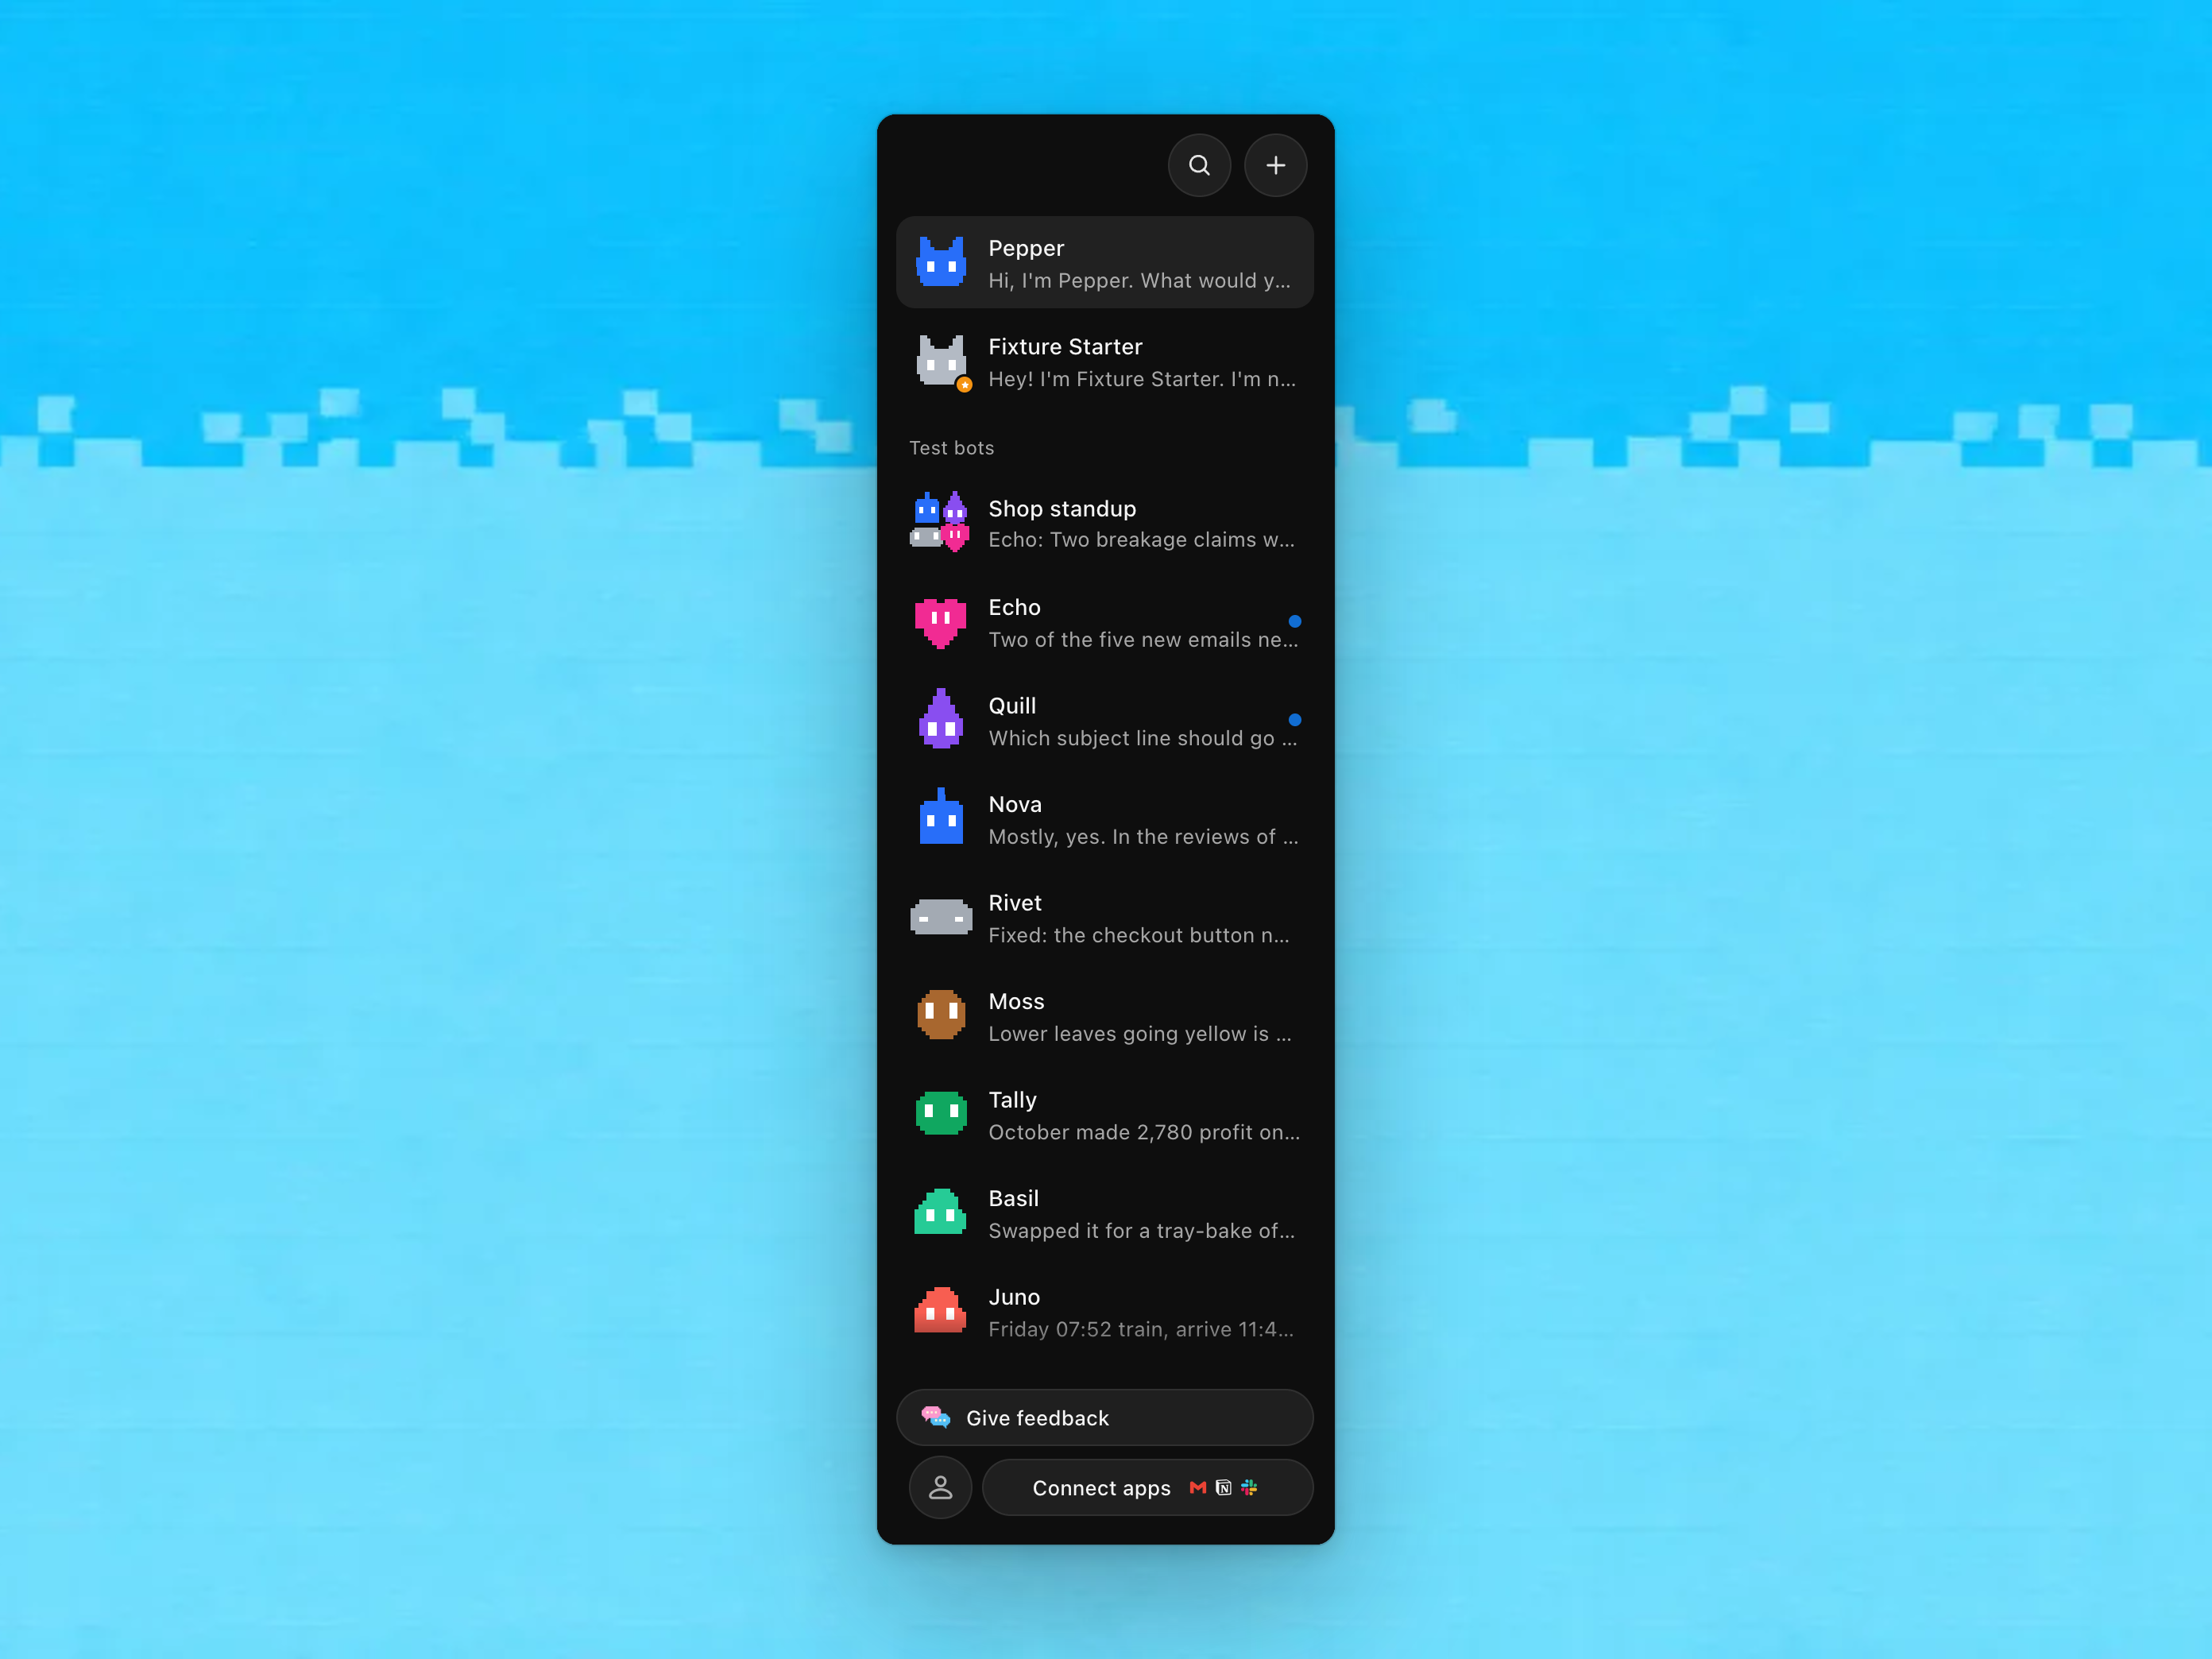 Pepper
Hi, I'm Pepper. What would y...
Fixture Starter
Hey! I'm Fixture Starter. I'm n...
Test bots
Shop standup
Echo: Two breakage claims w...
Echo
Two of the five new emails ne...
Quill
Which subject line should go ...
Nova
Mostly, yes. In the reviews of ...
Rivet
Fixed: the checkout button n...
Moss
Lower leaves going yellow is ...
Tally
October made 2,780 profit on...
Basil
Swapped it for a tray-bake of...
Juno
Friday 07:52 train, arrive 11:4...
Give feedback
Connect apps